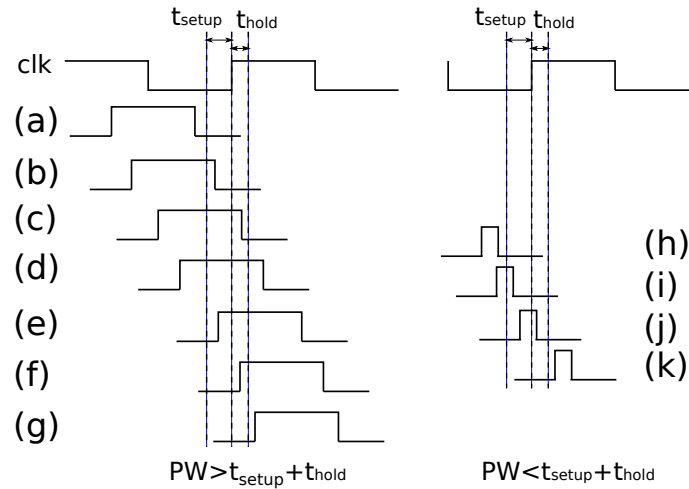 tsetup thold tsetup thold
clk
(a)
(b)
(c)
(d)
(e)
(f)
(g)
(h)
(i)
(j)
(k)
PW>tsetup+thold PW<tsetup+thold